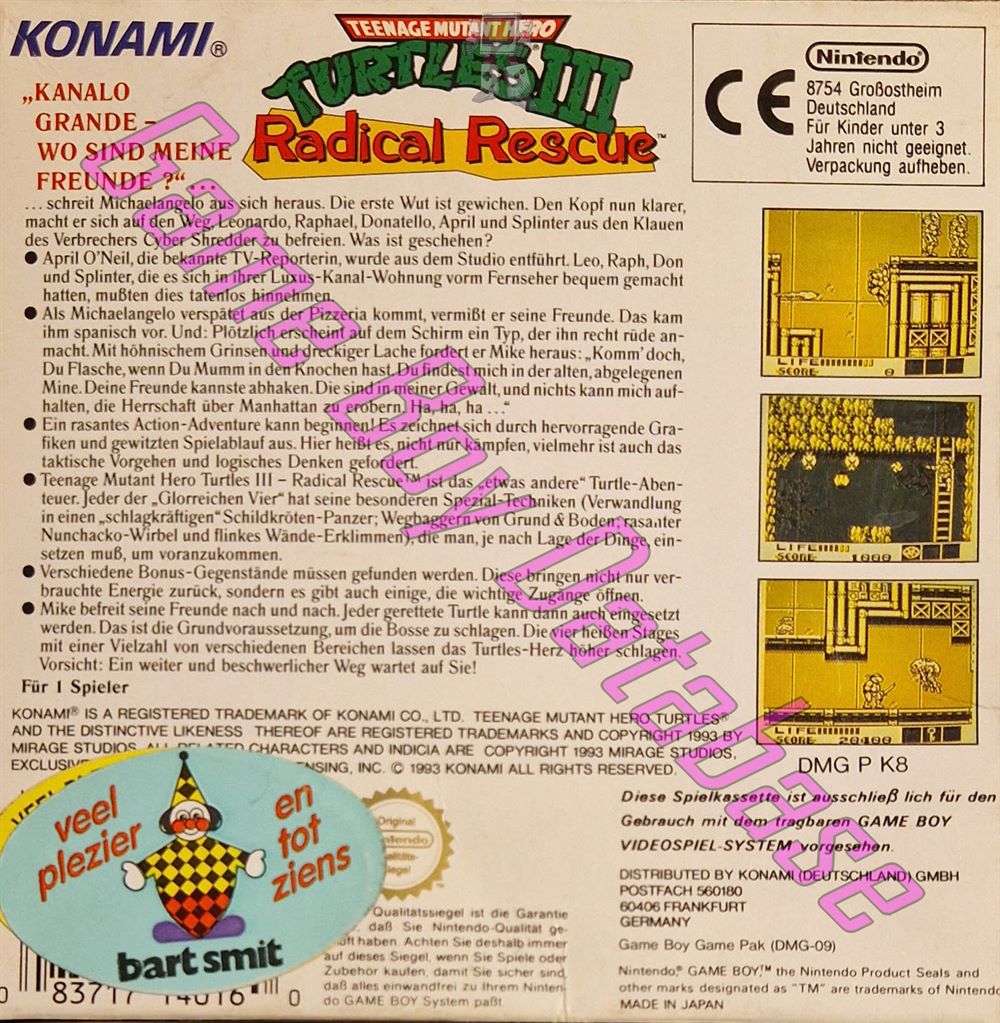 KONAMI®
TEENAGE MUTANT HERO
TURTLES III
Radical Rescue™
„KANALO
GRANDE –
WO SIND MEINE
FREUNDE ?“ ...
Nintendo®
CE
8754 Großostheim
Deutschland
Für Kinder unter 3
Jahren nicht geeignet.
Verpackung aufheben.
... schreit Michaelangelo aus sich heraus. Die erste Wut ist gewichen. Den Kopf nun klarer,
macht er sich auf den Weg, Leonardo, Raphael, Donatello, April und Splinter aus den Klauen
des Verbrechers Cyber Shredder zu befreien. Was ist geschehen?
● April O’Neil, die bekannte TV-Reporterin, wurde aus dem Studio entführt. Leo, Raph, Don
und Splinter, die es sich in ihrer Luxus-Kanal-Wohnung vorm Fernseher bequem gemacht
hatten, mußten dies tatenlos hinnehmen.
● Als Michaelangelo verspätet aus der Pizzeria kommt, vermißt er seine Freunde. Das kam
ihm spanisch vor. Und: Plötzlich erscheint auf dem Schirm ein Typ, der ihn recht rüde an-
macht. Mit höhnischem Grinsen und dreckiger Lache fordert er Mike heraus: „Komm’ doch,
Du Flasche, wenn Du Mumm in den Knochen hast. Du findest mich in der alten, abgelegenen
Mine. Deine Freunde kannste abhaken. Die sind in meiner Gewalt, und nichts kann mich auf-
halten, die Herrschaft über Manhattan zu erobern. Ha, ha, ha ...“
● Ein rasantes Action-Adventure kann beginnen! Es zeichnet sich durch hervorragende Gra-
fiken und gewitzten Spielablauf aus. Hier heißt es, nicht nur kämpfen, vielmehr ist auch das
taktische Vorgehen und logisches Denken gefordert.
● Teenage Mutant Hero Turtles III – Radical Rescue™ ist das „etwas andere“ Turtle-Aben-
teuer. Jeder der „Glorreichen Vier“ hat seine besonderen Spezial-Techniken (Verwandlung
in einen „schlagkräftigen“ Schildkröten-Panzer; Wegbaggern von Grund & Boden; rasanter
Nunchacko-Wirbel und flinkes Wände-Erklimmen), die man, je nach Lage der Dinge, ein-
setzen muß, um voranzukommen.
● Verschiedene Bonus-Gegenstände müssen gefunden werden. Diese bringen nicht nur ver-
brauchte Energie zurück, sondern es gibt auch einige, die wichtige Zugänge öffnen.
● Mike befreit seine Freunde nach und nach. Jeder gerettete Turtle kann dann auch eingesetzt
werden. Das ist die Grundvoraussetzung, um die Bosse zu schlagen. Die vier heißen Stages
mit einer Vielzahl von verschiedenen Bereichen lassen das Turtles-Herz höher schlagen.
Vorsicht: Ein weiter und beschwerlicher Weg wartet auf Sie!
Für 1 Spieler
LIFE
SCORE 0
LIFE
SCORE 1000
LIFE
SCORE 20400
KONAMI® IS A REGISTERED TRADEMARK OF KONAMI CO., LTD. TEENAGE MUTANT HERO TURTLES®
AND THE DISTINCTIVE LIKENESS THEREOF ARE REGISTERED TRADEMARKS AND COPYRIGHT 1993 BY
MIRAGE STUDIOS. ALL RELATED CHARACTERS AND INDICIA ARE COPYRIGHT 1993 MIRAGE STUDIOS,
EXCLUSIV ENSING, INC. © 1993 KONAMI ALL RIGHTS RESERVED.
DMG P K8
Diese Spielkassette ist ausschließ lich für den
Gebrauch mit dem tragbaren GAME BOY
VIDEOSPIEL-SYSTEM vorgesehen.
DISTRIBUTED BY KONAMI (DEUTSCHLAND) GMBH
POSTFACH 560180
60406 FRANKFURT
GERMANY
Game Boy Game Pak (DMG-09)
Nintendo,® GAME BOY,™ the Nintendo Product Seals and
other marks designated as "TM" are trademarks of Nintendo
MADE IN JAPAN
veel
plezier
en
tot
ziens
bart smit
Original
Nintendo
Qualitätssiegel ist die Garantie
daß Sie Nintendo-Qualität ge-
kauft haben. Achten Sie deshalb immer
auf dieses Siegel, wenn Sie Spiele oder
Zubehör kaufen, damit Sie sicher sind,
daß alles einwandfrei zu Ihrem Ninten-
do GAME BOY System paßt.
0 83717 14016 0
Game Boy Database